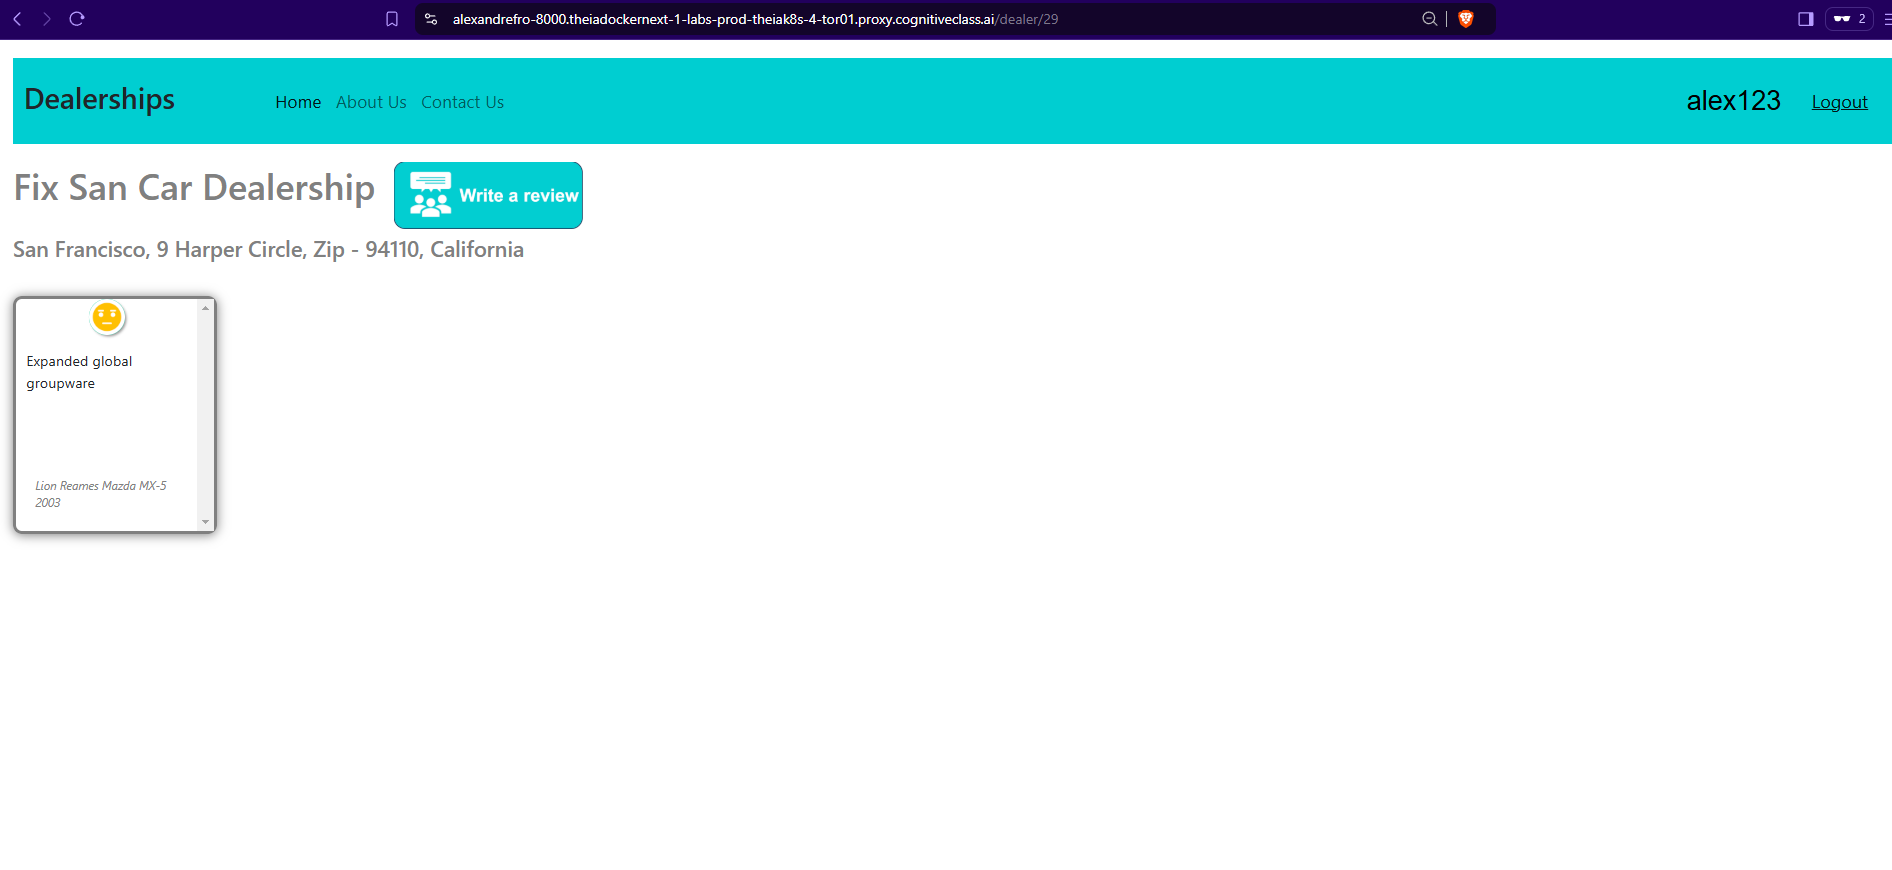 alexandrefro-8000.theiadockernext-1-labs-prod-theiak8s-4-tor01.proxy.cognitiveclass.ai/dealer/29
2
Dealerships
Home About Us Contact Us
alex123
Logout
Fix San Car Dealership
Write a review
San Francisco, 9 Harper Circle, Zip - 94110, California
Expanded global
groupware
Lion Reames Mazda MX-5
2003